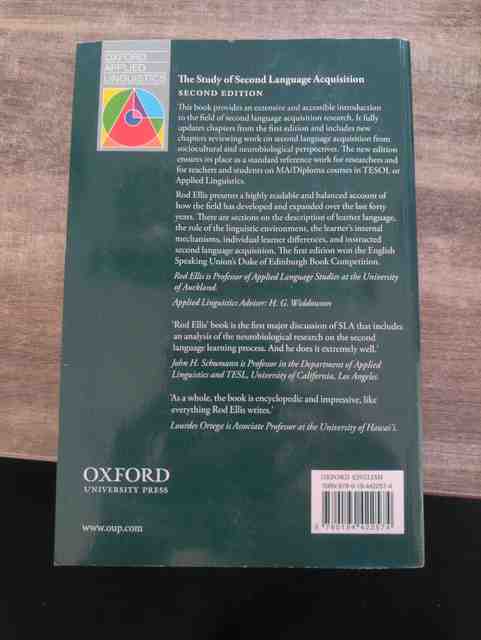 OXFORD
APPLIED
LINGUISTICS
The Study of Second Language Acquisition
SECOND EDITION
This book provides an extensive and accessible introduction
to the field of second language acquisition research. It fully
updates chapters from the first edition and includes new
chapters reviewing work on second language acquisition from
sociocultural and neurobiological perspectives. The new edition
ensures its place as a standard reference work for researchers and
for teachers and students on MA/Diploma courses in TESOL or
Applied Linguistics.
Rod Ellis presents a highly readable and balanced account of
how the field has developed and expanded over the last forty
years. There are sections on the description of learner language,
the role of the linguistic environment, the learner's internal
mechanisms, individual learner differences, and instructed
second language acquisition. The first edition won the English
Speaking Union's Duke of Edinburgh Book Competition.
Rod Ellis is Professor of Applied Language Studies at the University
of Auckland.
Applied Linguistics Adviser: H. G. Widdowson
'Rod Ellis' book is the first major discussion of SLA that includes
an analysis of the neurobiological research on the second
language learning process. And he does it extremely well.'
John H. Schumann is Professor in the Department of Applied
Linguistics and TESL, University of California, Los Angeles.
'As a whole, the book is encyclopedic and impressive, like
everything Rod Ellis writes.'
Lourdes Ortega is Associate Professor at the University of Hawai'i.
OXFORD
UNIVERSITY PRESS
www.oup.com
OXFORD ENGLISH
ISBN 978-0-19-442257-4
9 780194 422574